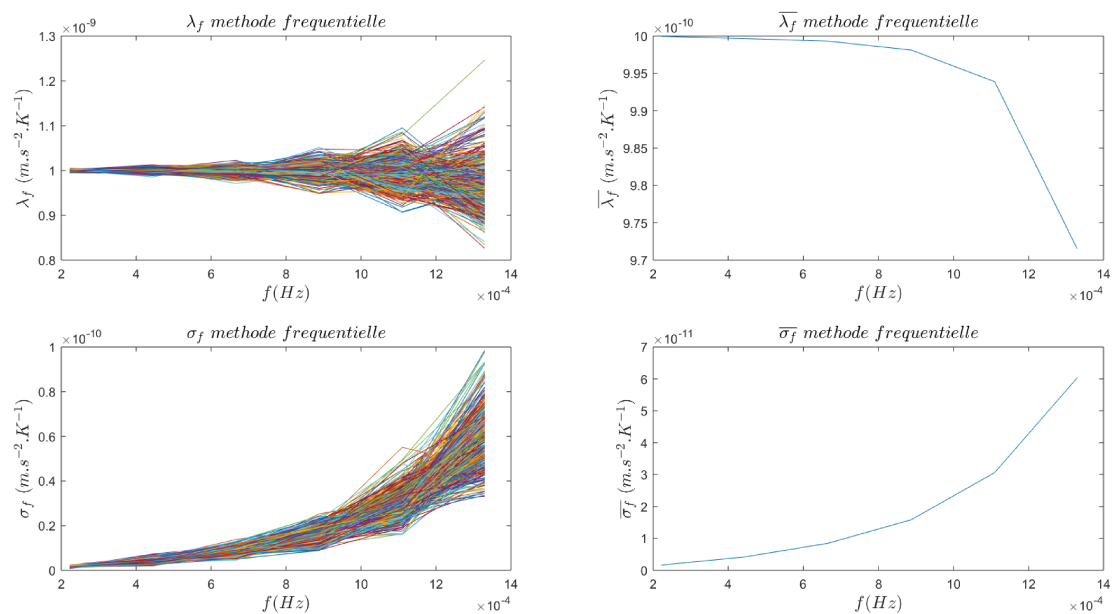 λ_f methode frequentielle
×10^-9
1.3
1.2
1.1
1
0.9
0.8
λ_f (m.s^-2.K^-1)
2 4 6 8 10 12 14
×10^-4
f(Hz)
\overline{λ_f} methode frequentielle
×10^-10
10
9.95
9.9
9.85
9.8
9.75
9.7
\overline{λ}_f (m.s^-2.K^-1)
2 4 6 8 10 12 14
×10^-4
f(Hz)
σ_f methode frequentielle
×10^-10
1
0.8
0.6
0.4
0.2
0
σ_f (m.s^-2.K^-1)
2 4 6 8 10 12 14
×10^-4
f(Hz)
\overline{σ_f} methode frequentielle
×10^-11
7
6
5
4
3
2
1
0
\overline{σ_f} (m.s^-2.K^-1)
2 4 6 8 10 12 14
×10^-4
f(Hz)